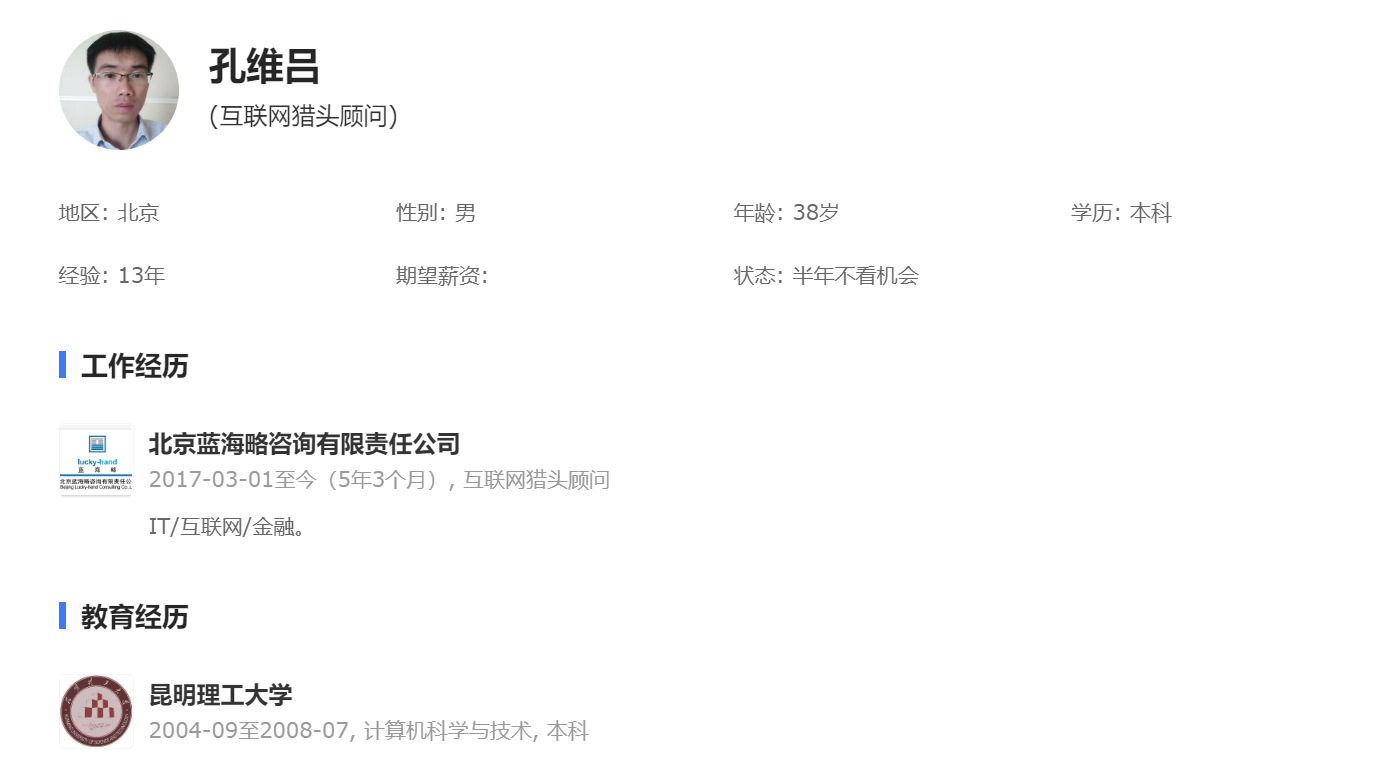 孔维吕
(互联网猎头顾问)
地区: 北京
性别: 男
年龄: 38岁
学历: 本科
经验: 13年
期望薪资:
状态: 半年不看机会
工作经历
lucky-hand
蓝海略
北京蓝海略咨询有限责任公
Beijing Lucky-hand Consulting Co.,L
北京蓝海略咨询有限责任公司
2017-03-01至今（5年3个月）, 互联网猎头顾问
IT/互联网/金融。
教育经历
昆明理工大学
2004-09至2008-07, 计算机科学与技术, 本科